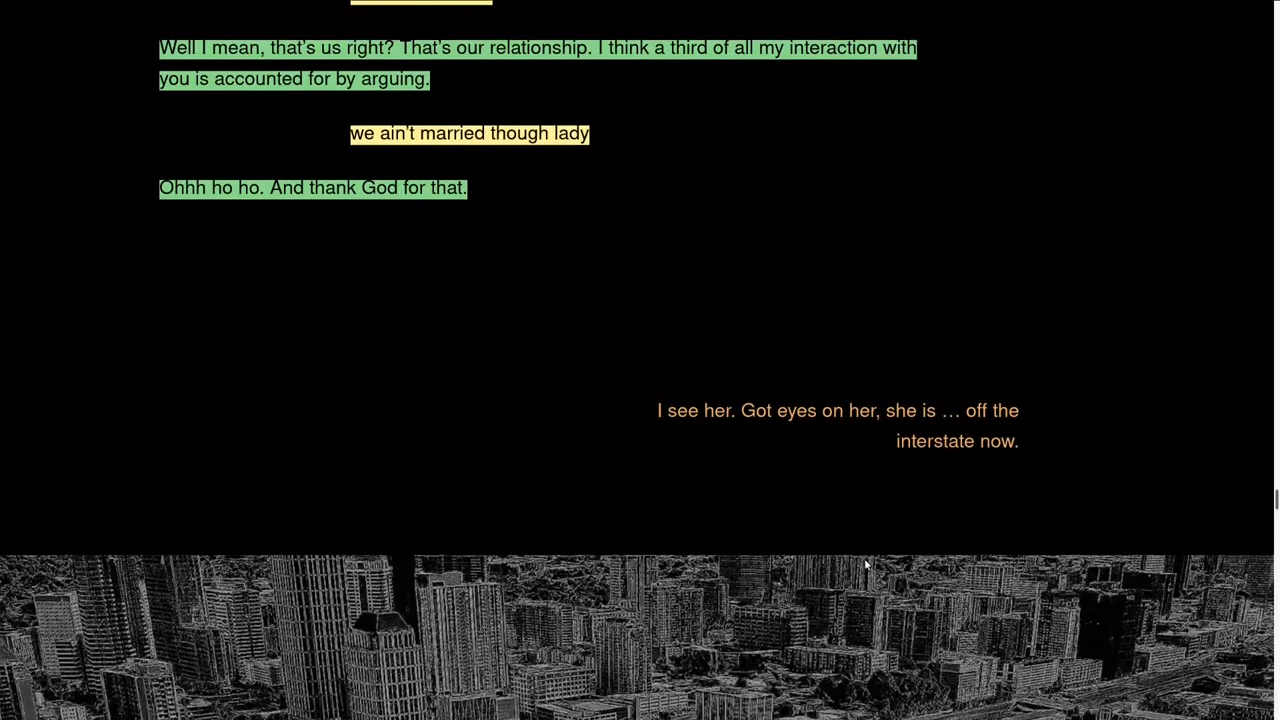 Well I mean, that’s us right? That’s our relationship. I think a third of all my interaction with
you is accounted for by arguing.
we ain’t married though lady
Ohhh ho ho. And thank God for that.
I see her. Got eyes on her, she is … off the
interstate now.